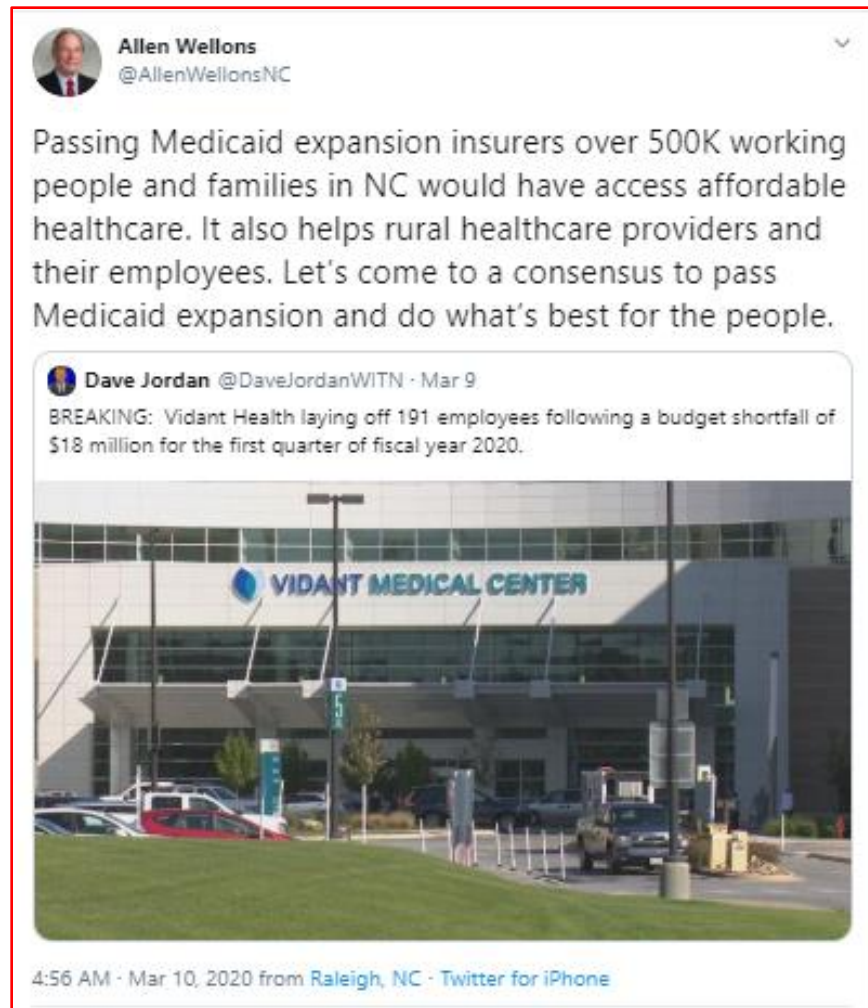 Allen Wellons
@AllenWellonsNC
Passing Medicaid expansion insurers over 500K working
people and families in NC would have access affordable
healthcare. It also helps rural healthcare providers and
their employees. Let's come to a consensus to pass
Medicaid expansion and do what's best for the people.
Dave Jordan @DaveJordanWITN · Mar 9
BREAKING: Vidant Health laying off 191 employees following a budget shortfall of
$18 million for the first quarter of fiscal year 2020.
VIDANT MEDICAL CENTER
5
4:56 AM · Mar 10, 2020 from Raleigh, NC · Twitter for iPhone